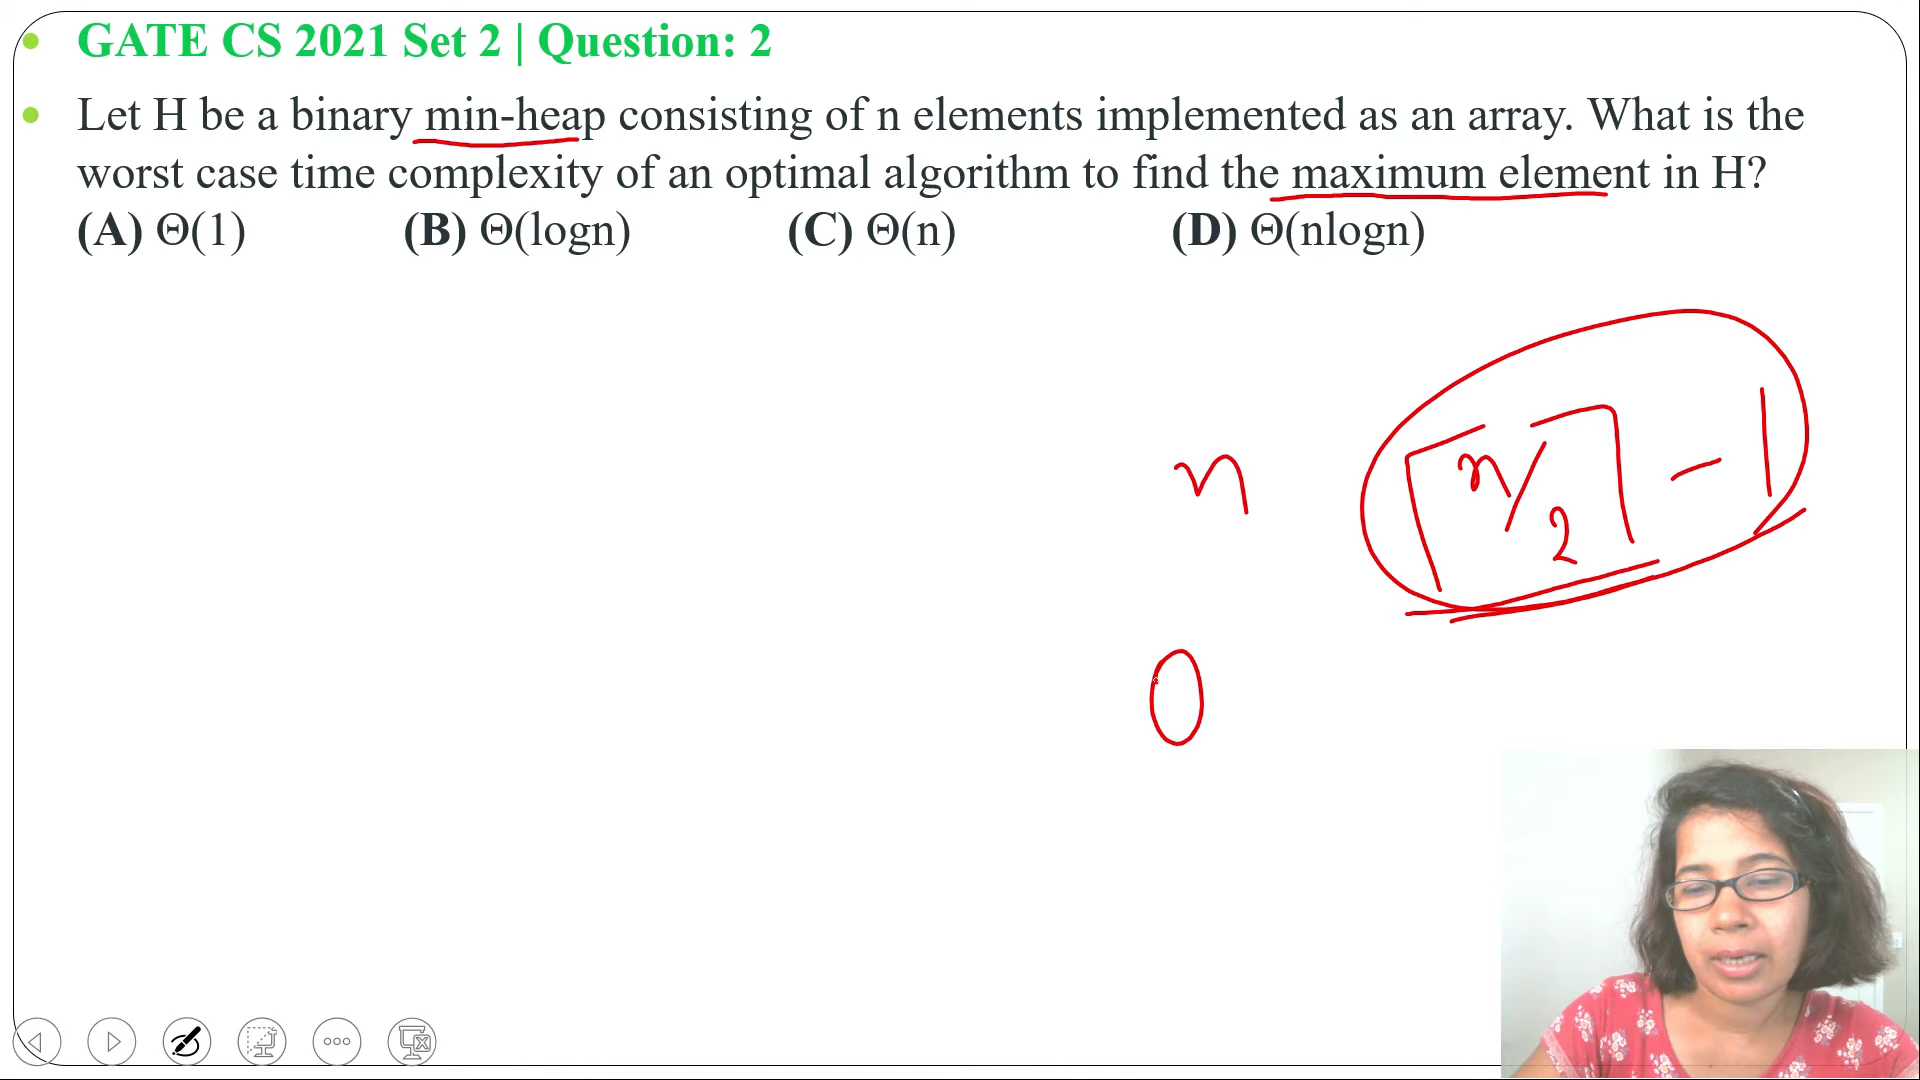 GATE CS 2021 Set 2 | Question: 2
Let H be a binary min-heap consisting of n elements implemented as an array. What is the
worst case time complexity of an optimal algorithm to find the maximum element in H?
(A) Θ(1) (B) Θ(logn) (C) Θ(n) (D) Θ(nlogn)
n ⌈n/2⌉ - 1
0